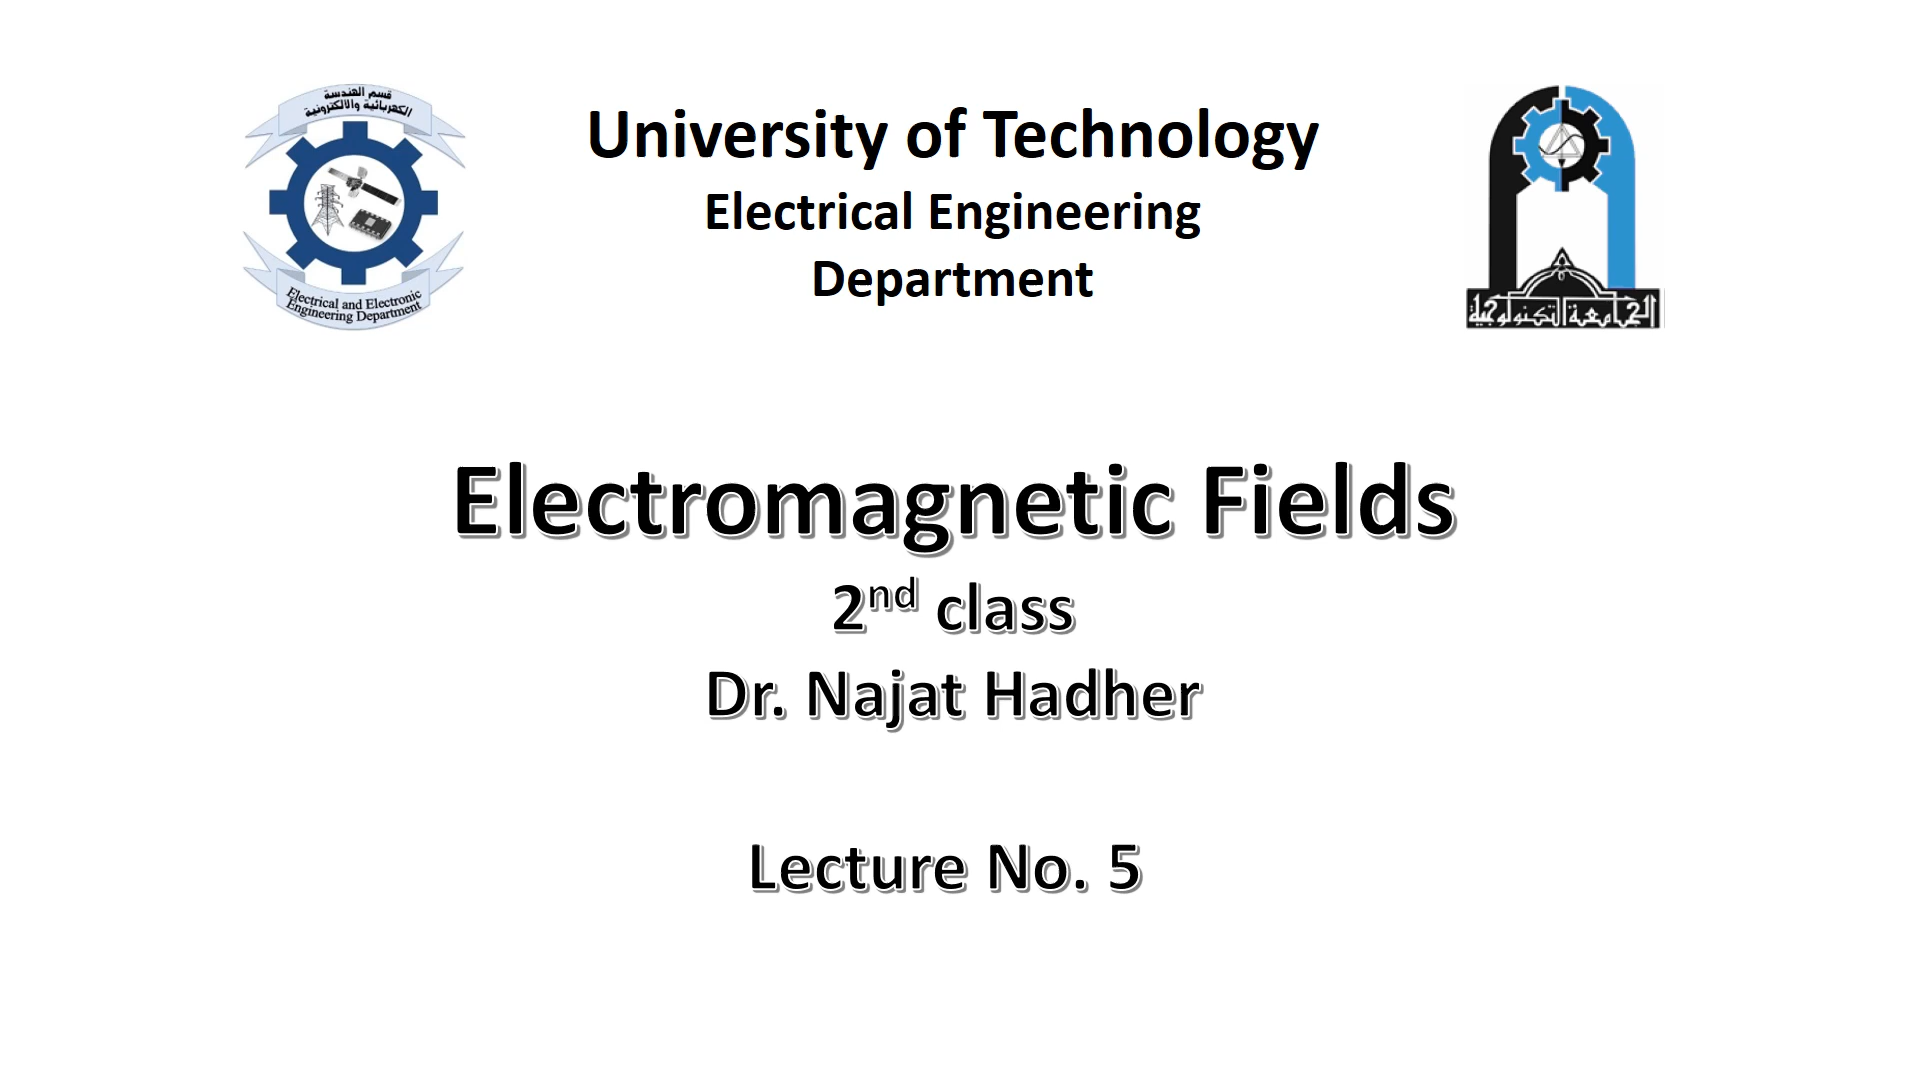 قسم الهندسة
الكهربائية والالكترونية
Electrical and Electronic
Engineering Department
University of Technology
Electrical Engineering
Department
الجامعة التكنولوجية
Electromagnetic Fields
2nd class
Dr. Najat Hadher
Lecture No. 5